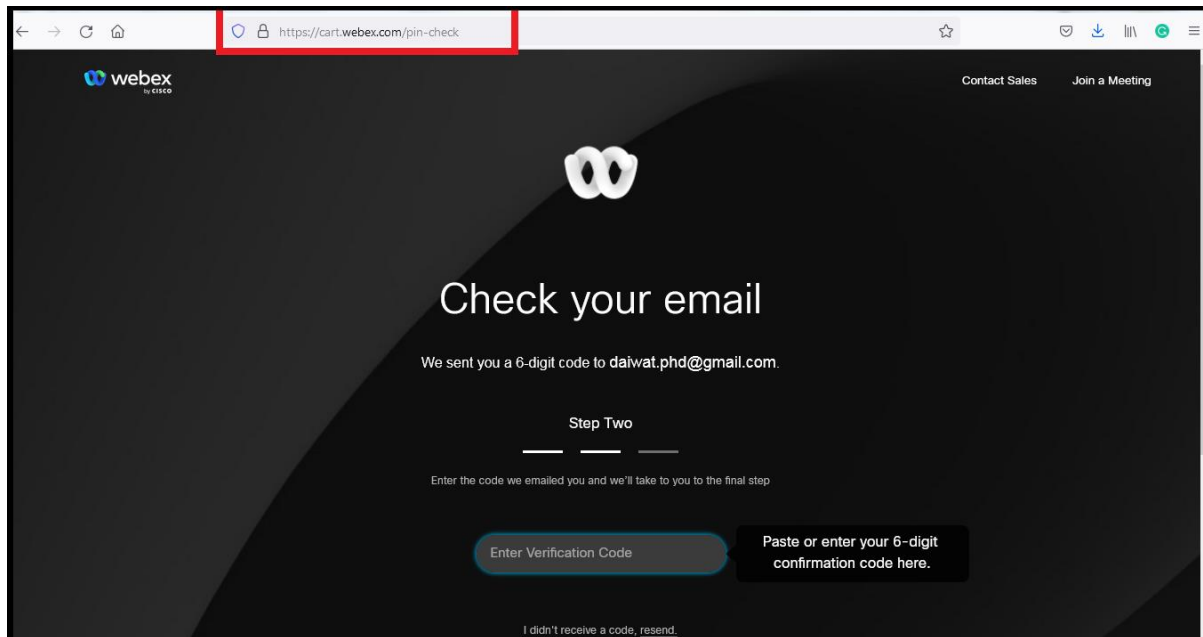 https://cart.webex.com/pin-check
webex
by CISCO
Contact Sales
Join a Meeting
Check your email
We sent you a 6-digit code to daiwat.phd@gmail.com.
Step Two
Enter the code we emailed you and we'll take to you to the final step
Enter Verification Code
Paste or enter your 6-digit
confirmation code here.
I didn't receive a code, resend.